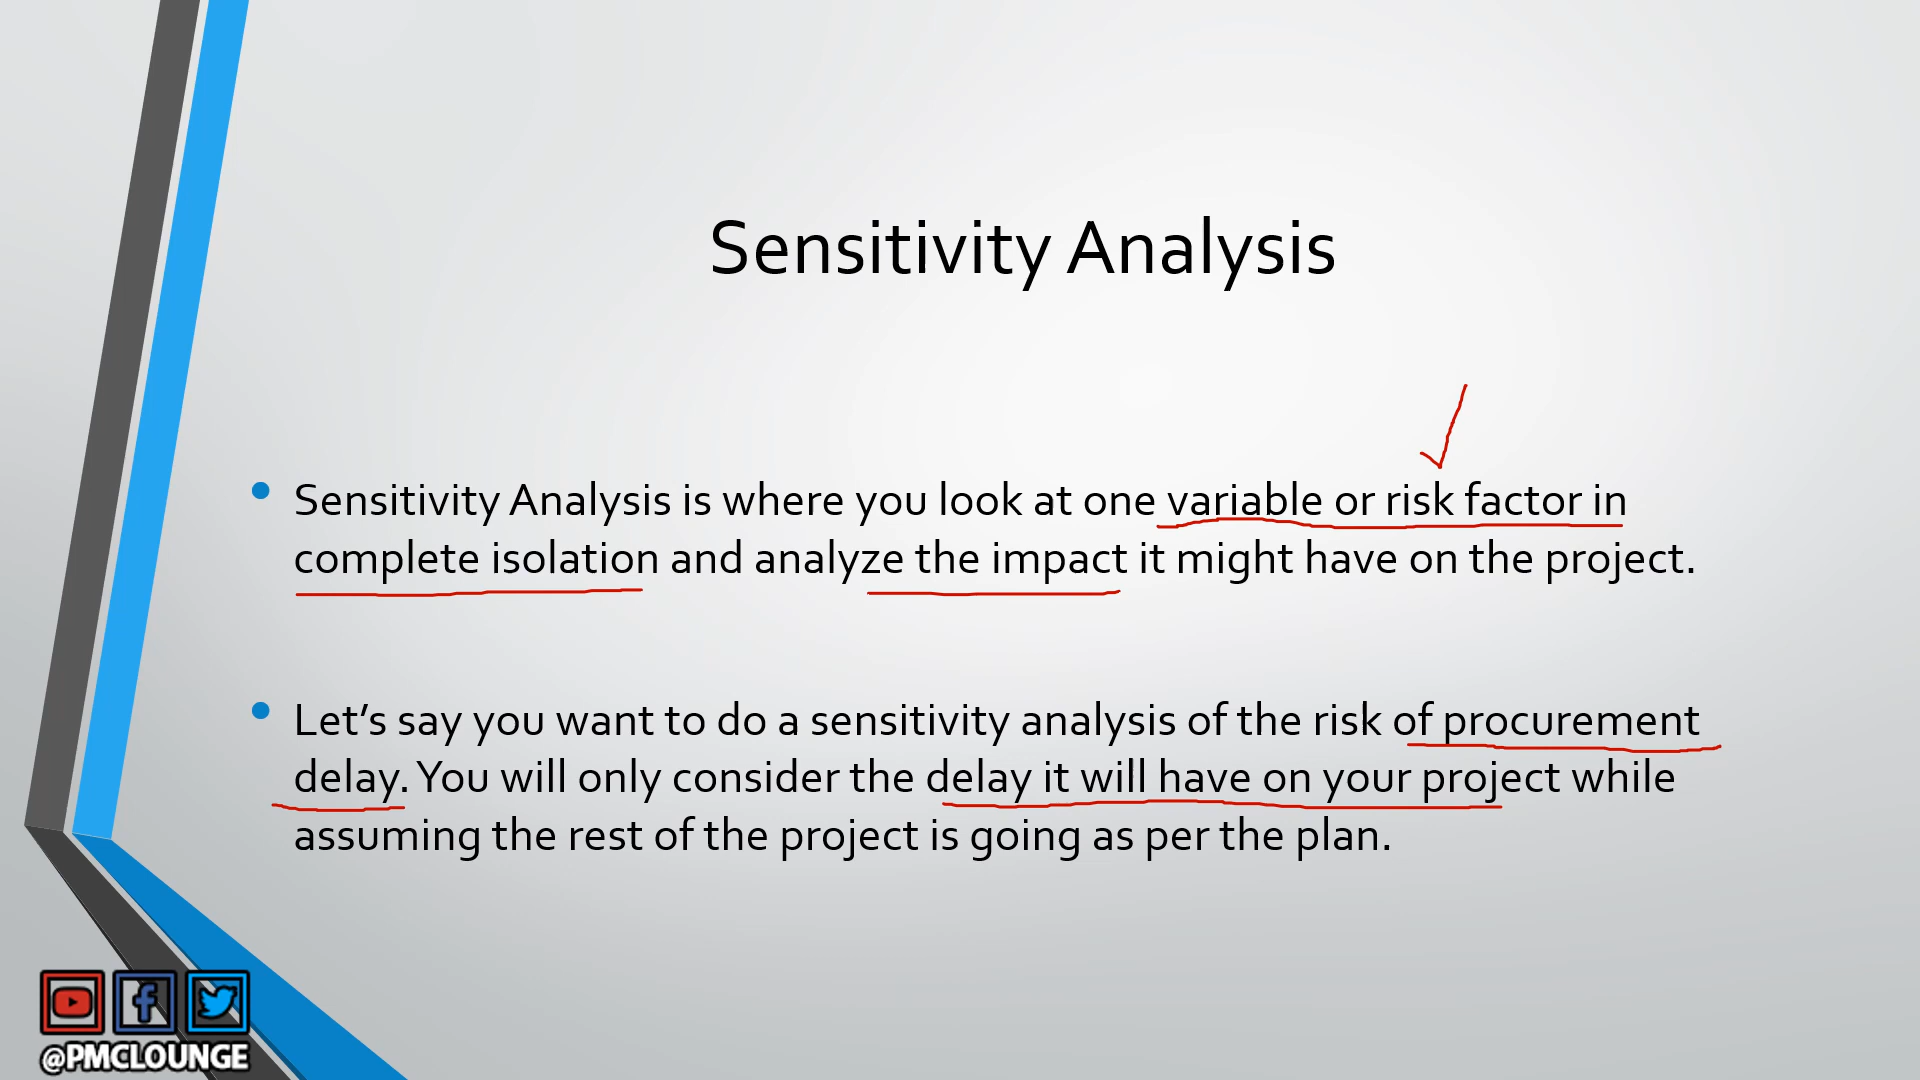 Sensitivity Analysis
• Sensitivity Analysis is where you look at one variable or risk factor in
complete isolation and analyze the impact it might have on the project.
• Let’s say you want to do a sensitivity analysis of the risk of procurement
delay. You will only consider the delay it will have on your project while
assuming the rest of the project is going as per the plan.
@PMCLOUNGE